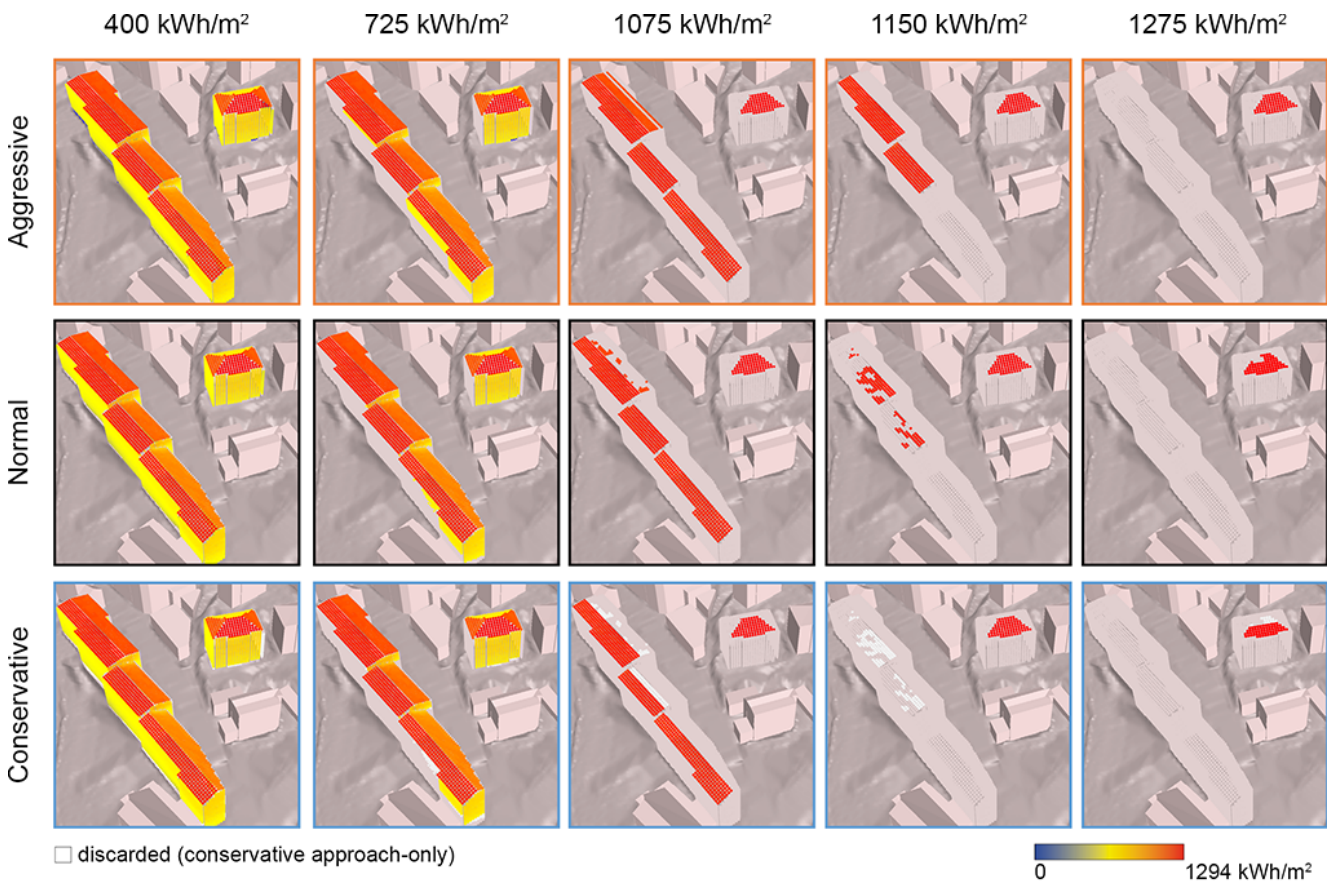 400 kWh/m²
725 kWh/m²
1075 kWh/m²
1150 kWh/m²
1275 kWh/m²
Aggressive
Normal
Conservative
discarded (conservative approach-only)
0
1294 kWh/m²